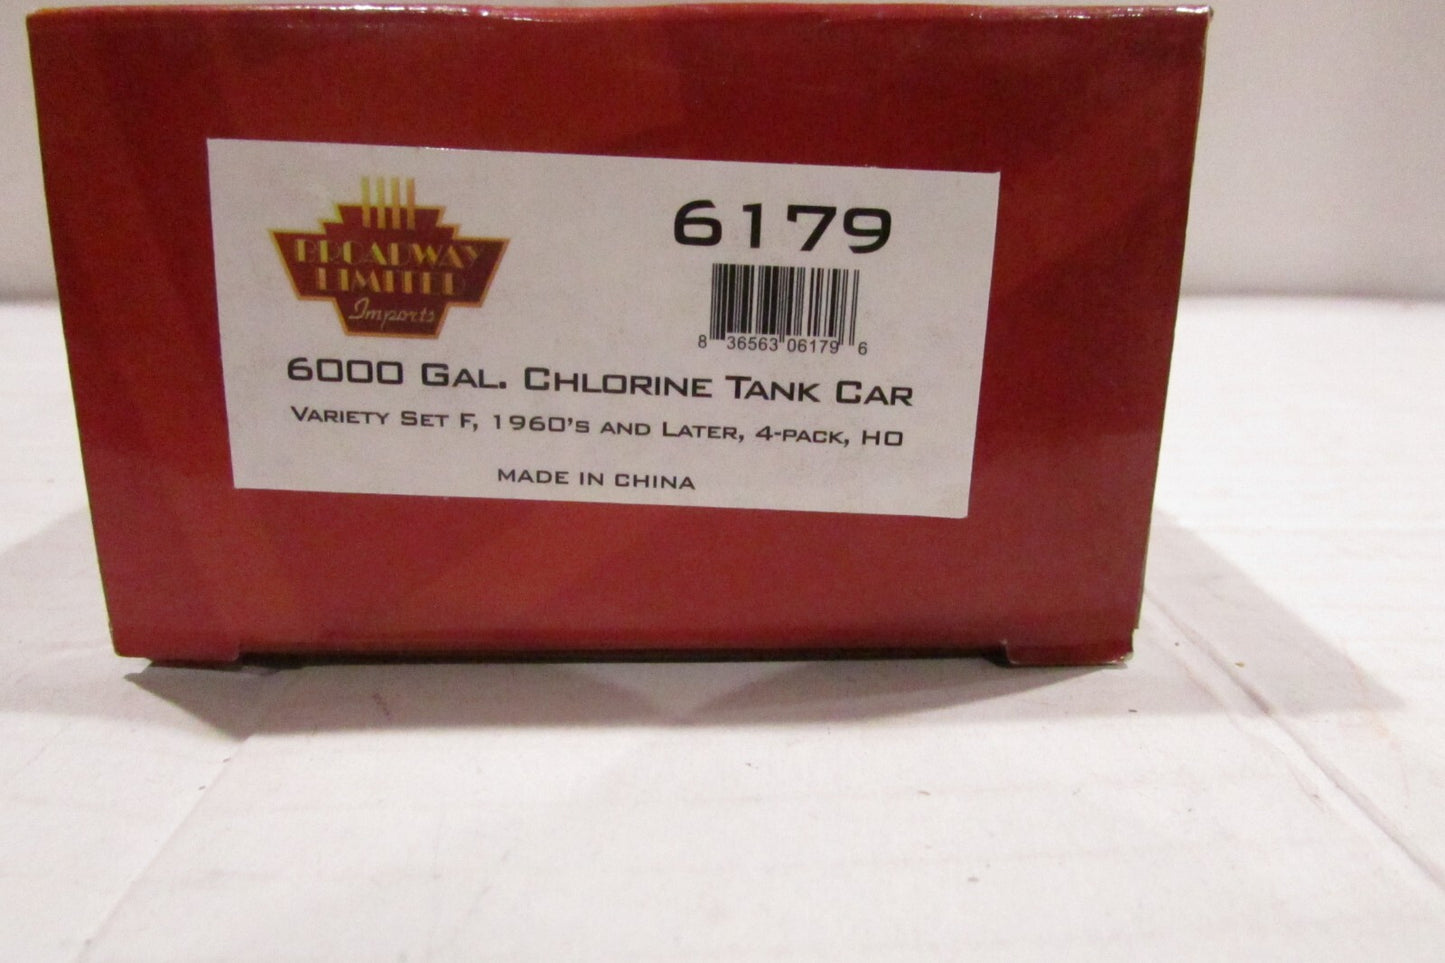 BROADWAY
LIMITED
Imports
6179
8 36563 06179 6
6000 GAL. CHLORINE TANK CAR
VARIETY SET F, 1960'S AND LATER, 4-PACK, HO
MADE IN CHINA